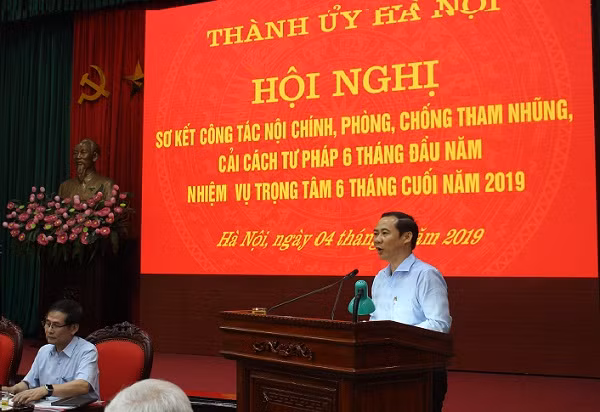 THÀNH ỦY HÀ NỘI
HỘI NGHỊ
SƠ KẾT CÔNG TÁC NỘI CHÍNH, PHÒNG, CHỐNG THAM NHŨNG,
CẢI CÁCH TƯ PHÁP 6 THÁNG ĐẦU NĂM
NHIỆM VỤ TRỌNG TÂM 6 THÁNG CUỐI NĂM 2019
Hà Nội, ngày 04 tháng năm 2019